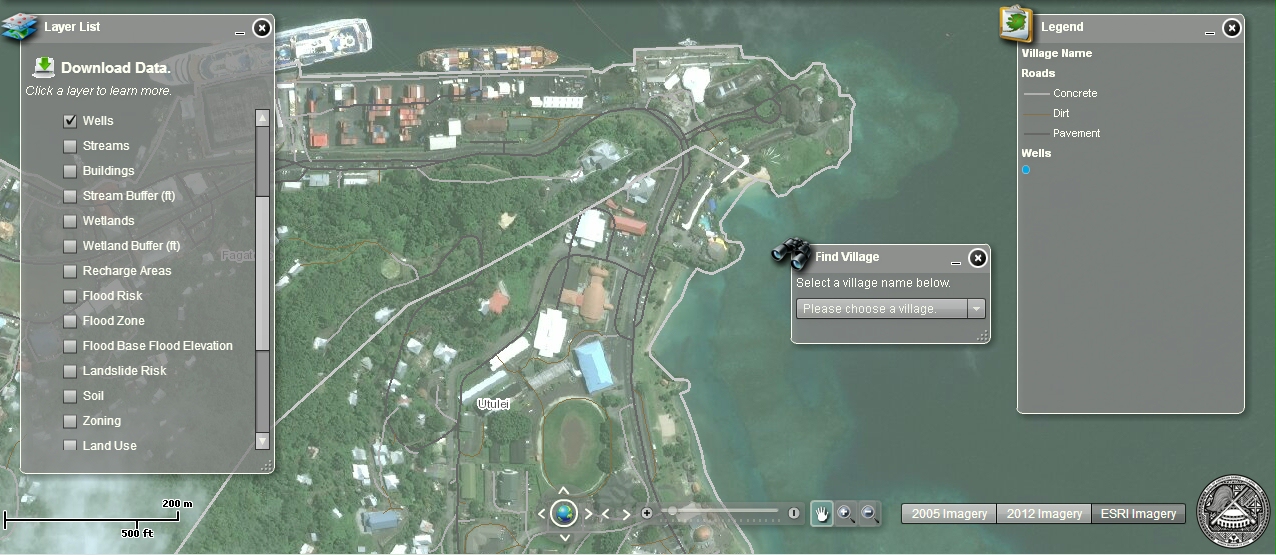 Layer List
Download Data.
Click a layer to learn more.
Wells
Streams
Buildings
Stream Buffer (ft)
Wetlands
Wetland Buffer (ft)
Recharge Areas
Flood Risk
Flood Zone
Flood Base Flood Elevation
Landslide Risk
Soil
Zoning
Land Use
200 m
500 ft
Utulei
Find Village
Select a village name below.
Please choose a village.
Legend
Village Name
Roads
Concrete
Dirt
Pavement
Wells
2005 Imagery
2012 Imagery
ESRI Imagery